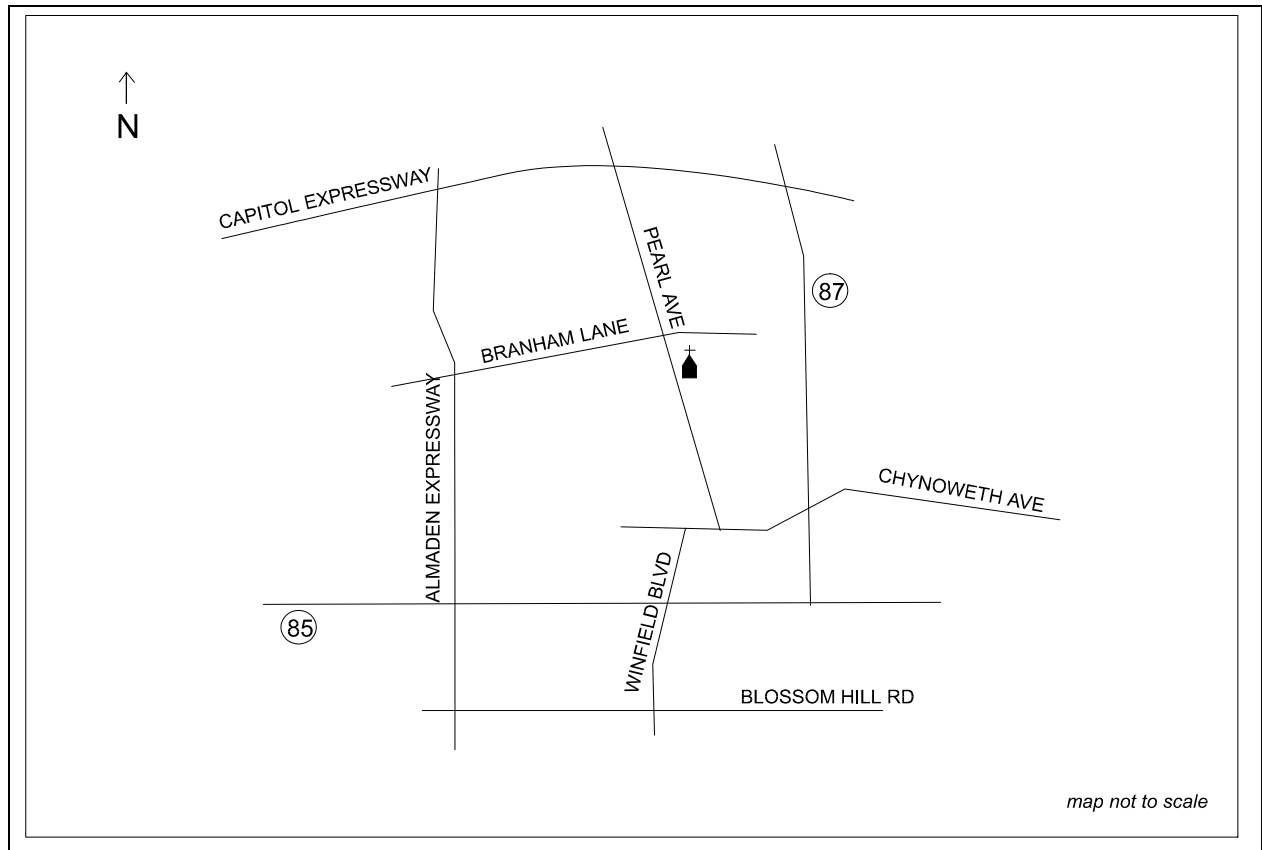 N
CAPITOL EXPRESSWAY
PEARL AVE
87
BRANHAM LANE
ALMADEN EXPRESSWAY
CHYNOWETH AVE
WINFIELD BLVD
85
BLOSSOM HILL RD
map not to scale